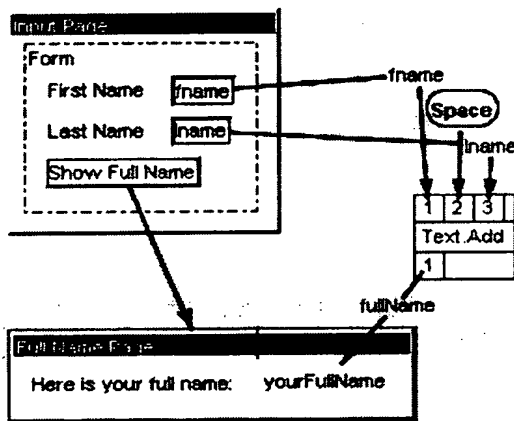 Input Page
Form
First Name fname
fname
Space
Last Name lname
lname
Show Full Name
1 2 3
Text.Add
1
fullName
Full Name Page
Here is your full name: yourFullName